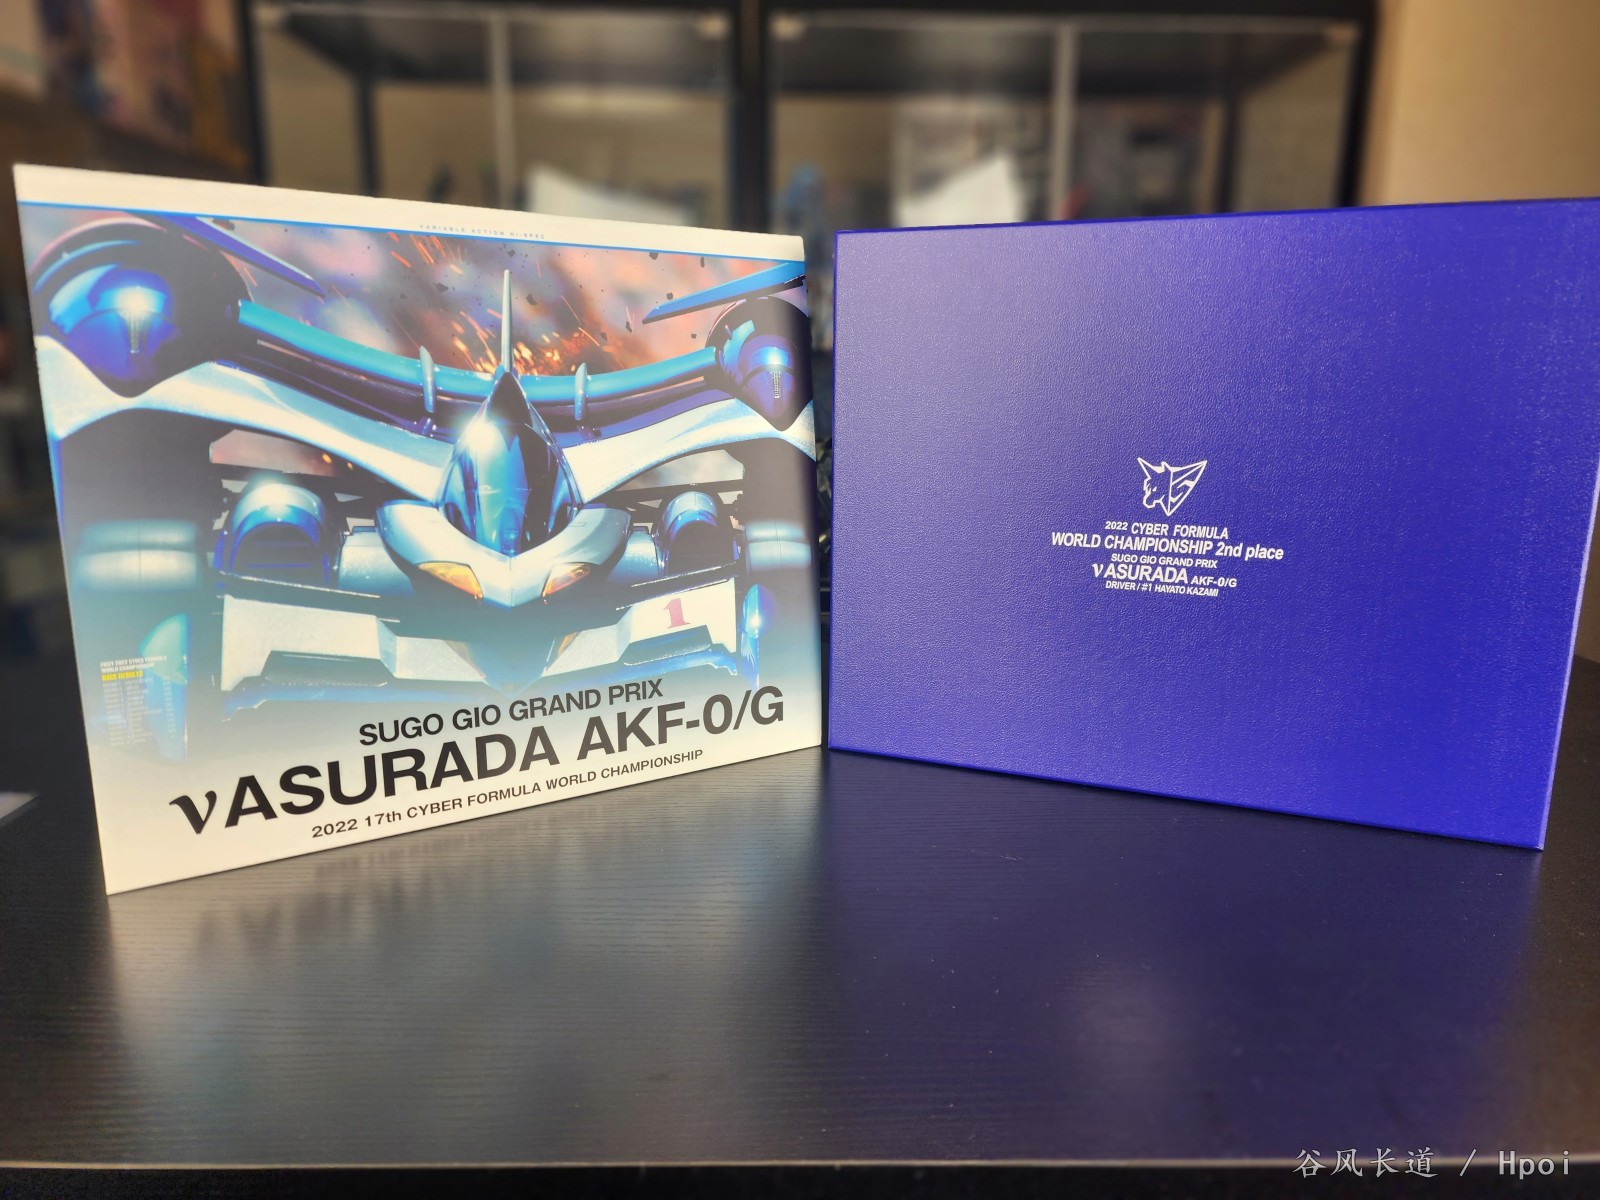 VARIABLE ACTION Hi-SPEC
1
RACE RESULTS
SUGO GIO GRAND PRIX
νASURADA AKF-0/G
2022 17th CYBER FORMULA WORLD CHAMPIONSHIP
2022 CYBER FORMULA
WORLD CHAMPIONSHIP 2nd place
SUGO GIO GRAND PRIX
νASURADA AKF-0/G
DRIVER / #1 HAYATO KAZAMI
谷风长道 / Hpoi